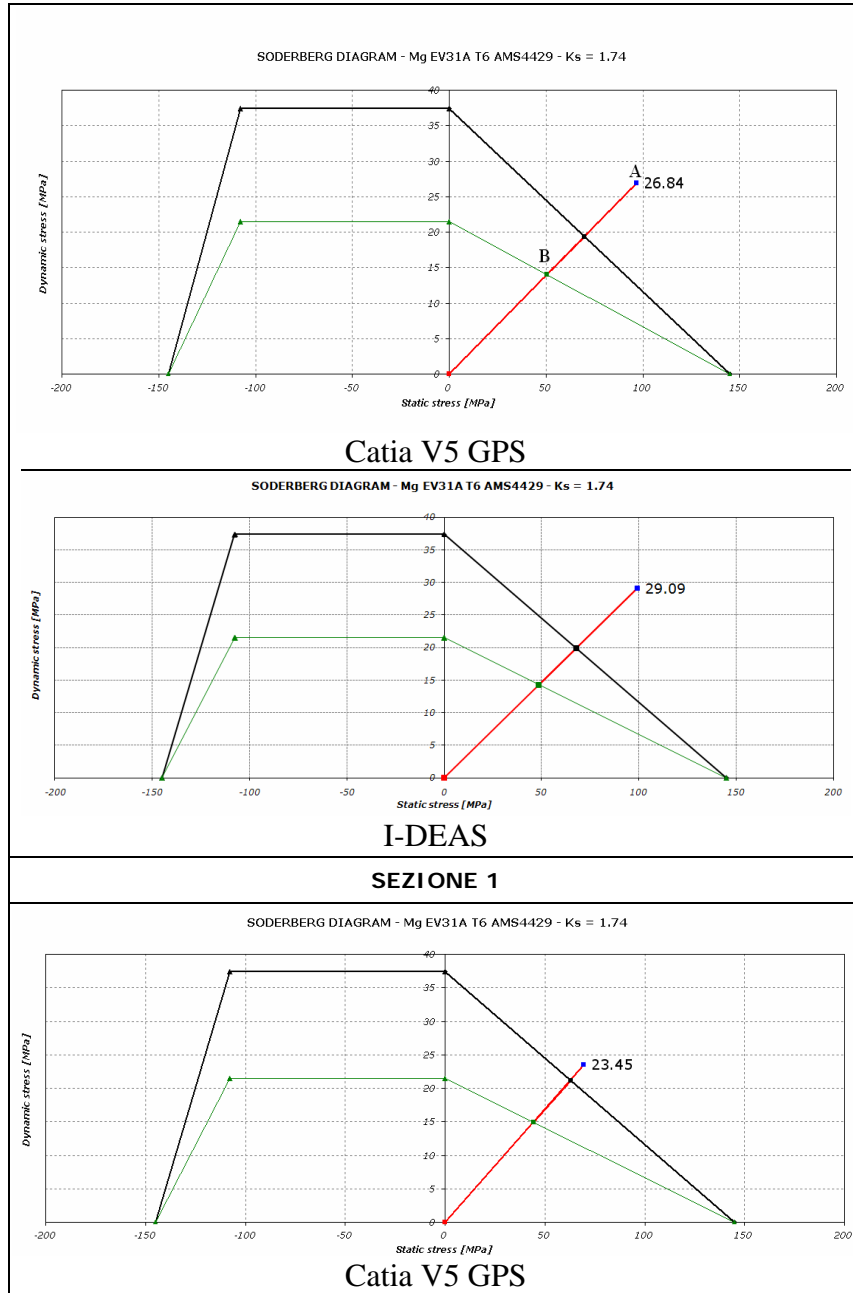 SODERBERG DIAGRAM - Mg EV31A T6 AMS4429 - Ks = 1.74
40
35
30
25
20
15
10
5
0
Dynamic stress [MPa]
A
26.84
B
-200 -150 -100 -50 0 50 100 150 200
Static stress [MPa]
Catia V5 GPS
SODERBERG DIAGRAM - Mg EV31A T6 AMS4429 - Ks = 1.74
40
35
30
25
20
15
10
5
0
Dynamic stress [MPa]
29.09
-200 -150 -100 -50 0 50 100 150 200
Static stress [MPa]
I-DEAS
SEZIONE 1
SODERBERG DIAGRAM - Mg EV31A T6 AMS4429 - Ks = 1.74
40
35
30
25
20
15
10
5
0
Dynamic stress [MPa]
23.45
-200 -150 -100 -50 0 50 100 150 200
Static stress [MPa]
Catia V5 GPS